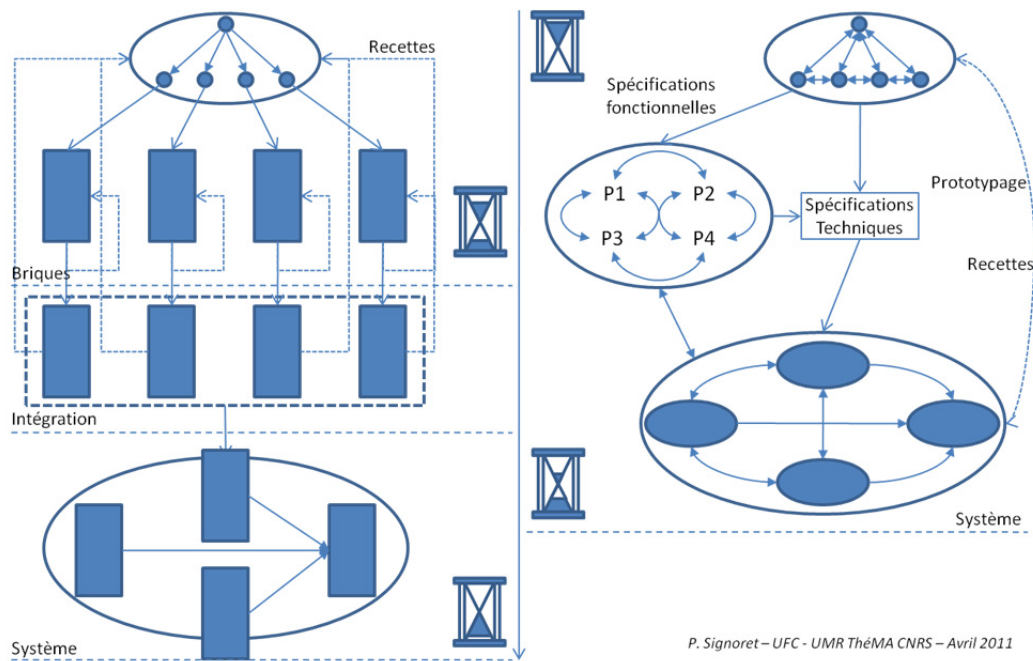 Recettes
Briques
Intégration
Système
Spécifications
fonctionnelles
P1
P2
P3
P4
Spécifications
Techniques
Prototypage
Recettes
Système
P. Signoret – UFC - UMR ThéMA CNRS – Avril 2011